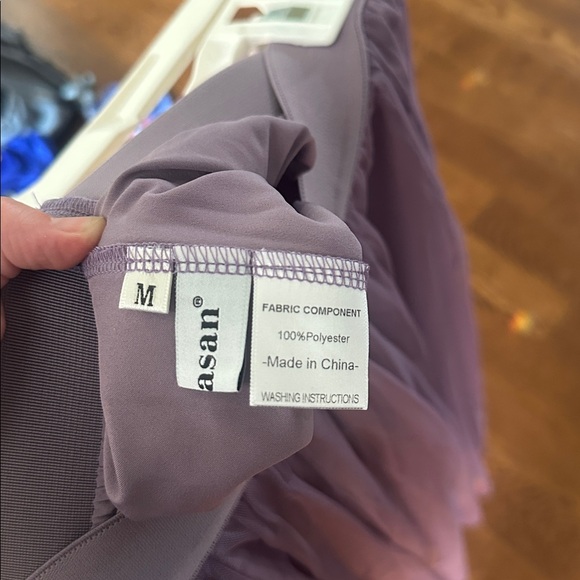 M
asan®
FABRIC COMPONENT
100%Polyester
-Made in China-
WASHING INSTRUCTIONS